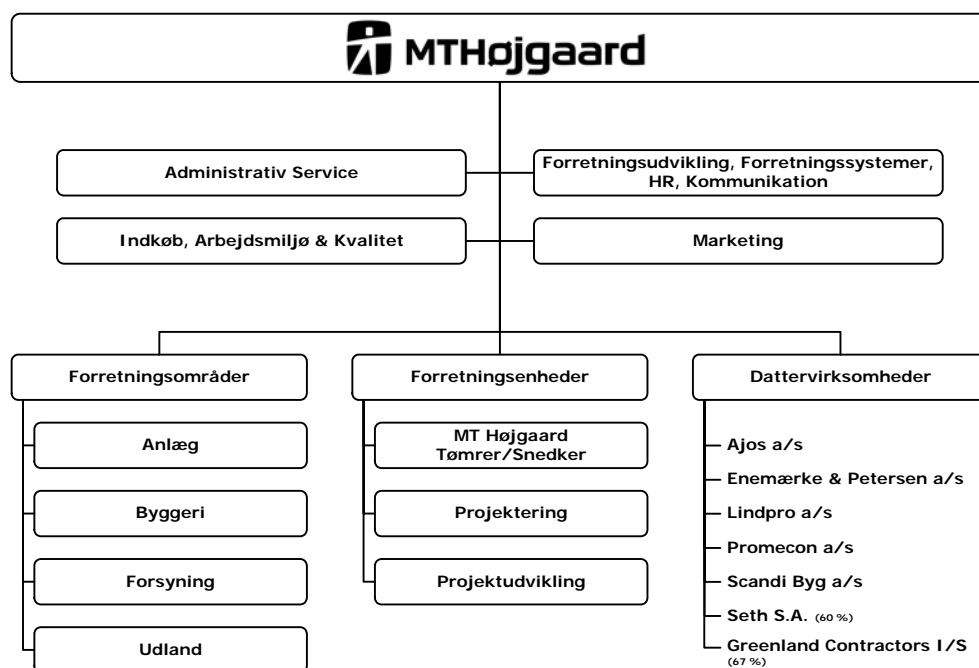 MTHøjgaard
Administrativ Service
Forretningsudvikling, Forretningssystemer,
HR, Kommunikation
Indkøb, Arbejdsmiljø & Kvalitet
Marketing
Forretningsområder
Anlæg
Byggeri
Forsyning
Udland
Forretningsenheder
MT Højgaard
Tømrer/Snedker
Projektering
Projektudvikling
Dattervirksomheder
Ajos a/s
Enemærke & Petersen a/s
Lindpro a/s
Promecon a/s
Scandi Byg a/s
Seth S.A. (60 %)
Greenland Contractors I/S
(67 %)